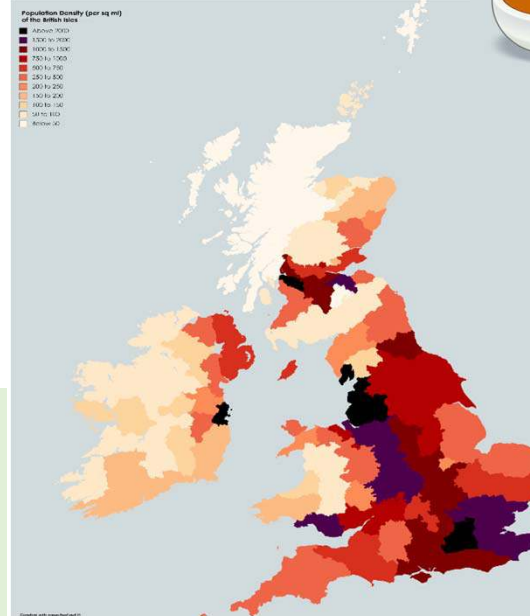 Population Density (per sq mi)
of the British Isles
Above 2000
1500 to 2000
1000 to 1500
750 to 1000
500 to 750
250 to 500
200 to 250
150 to 200
100 to 150
50 to 100
Below 50